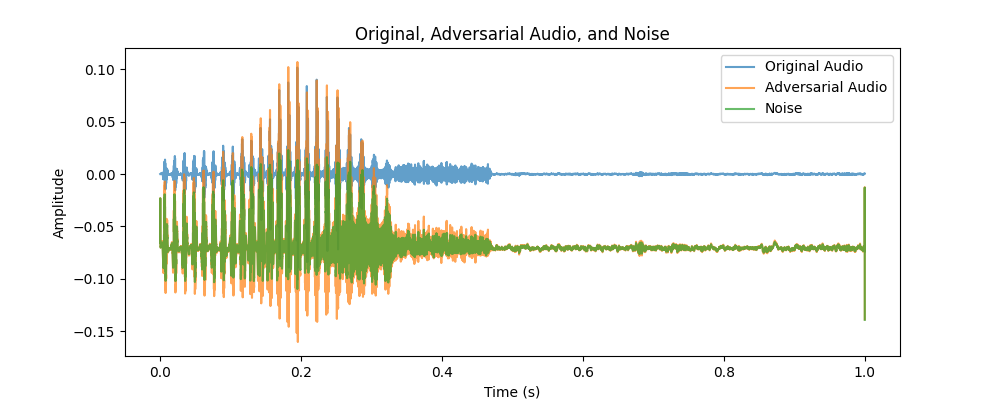 Original, Adversarial Audio, and Noise
Original Audio
Adversarial Audio
Noise
Amplitude
0.10
0.05
0.00
−0.05
−0.10
−0.15
0.0 0.2 0.4 0.6 0.8 1.0
Time (s)